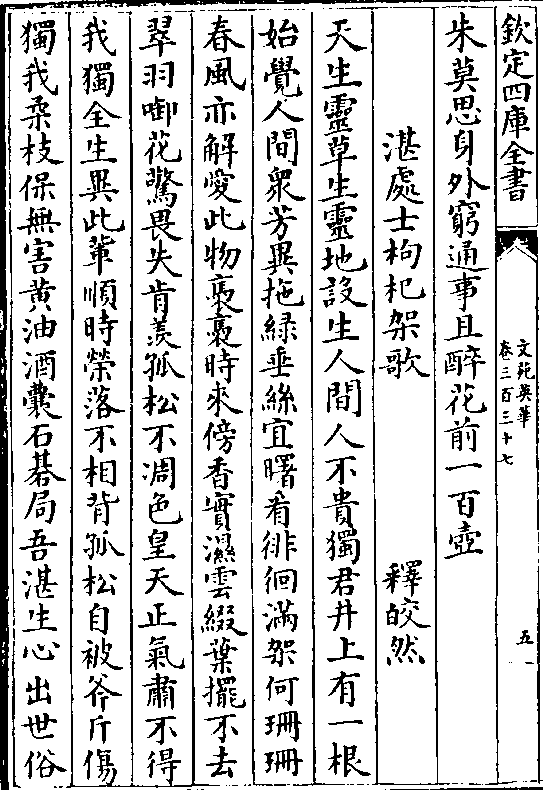 欽定四庫全書
文苑英華
卷三百三十七
五
朱莫思身外窮通事且醉花前一百壺
湛處士枸杞架歌
釋皎然
天生靈草生靈地設生人間人不貴獨君井上有一根
始覺人間衆芳異拖緑垂絲宜曙看徘徊滿架何珊珊
春風亦解愛此物裊裊時來傍香實濕雲綴葉擺不去
翠羽㘅花驚畏失肯羨孤松不凋色皇天正氣肅不得
我獨全生異此軰順時榮落不相背孤松自被斧斤傷
獨我柔枝保無害黄油酒囊石碁局吾湛生心出世俗